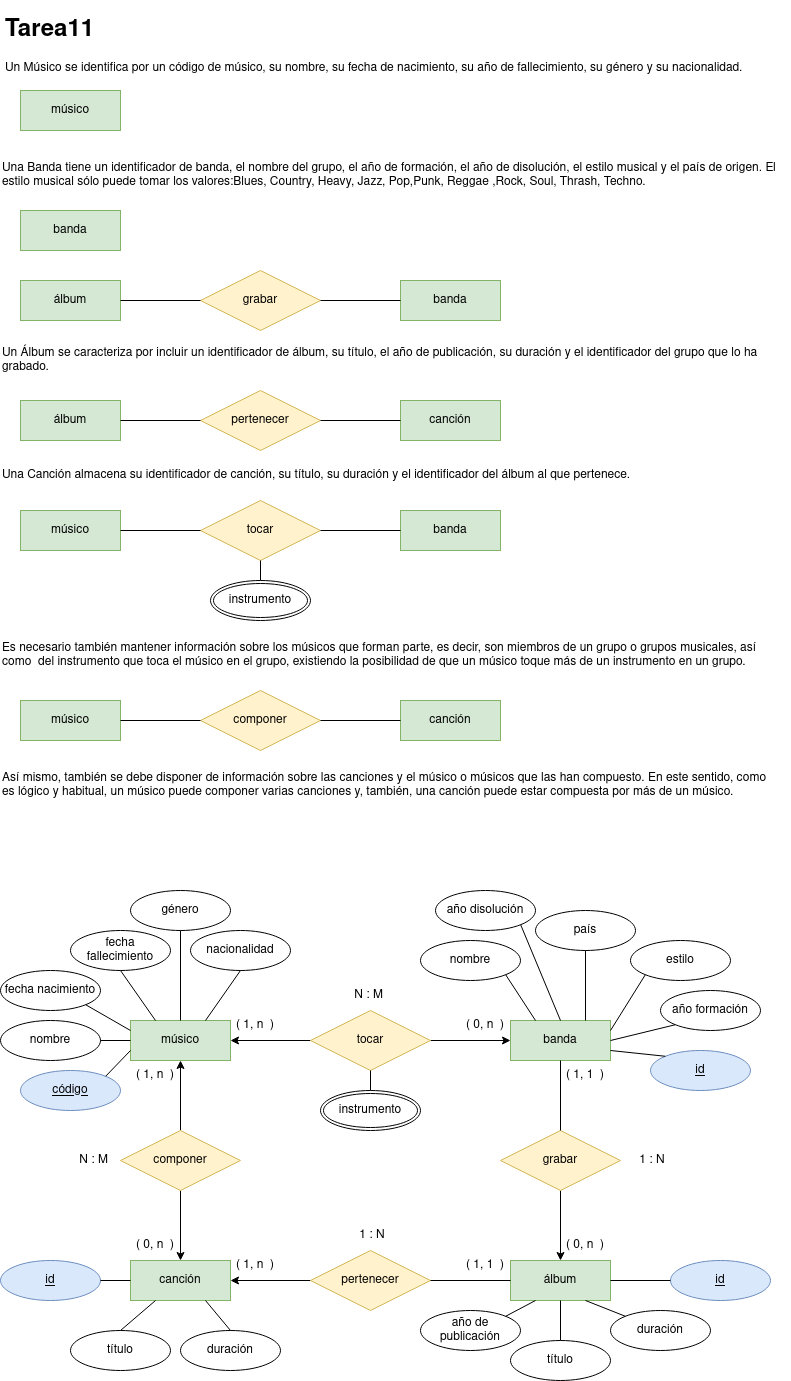 Tarea11
Un Músico se identifica por un código de músico, su nombre, su fecha de nacimiento, su año de fallecimiento, su género y su nacionalidad.
músico
Una Banda tiene un identificador de banda, el nombre del grupo, el año de formación, el año de disolución, el estilo musical y el país de origen. El
estilo musical sólo puede tomar los valores:Blues, Country, Heavy, Jazz, Pop,Punk, Reggae ,Rock, Soul, Thrash, Techno.
banda
álbum grabar banda
Un Álbum se caracteriza por incluir un identificador de álbum, su título, el año de publicación, su duración y el identificador del grupo que lo ha
grabado.
álbum pertenecer canción
Una Canción almacena su identificador de canción, su título, su duración y el identificador del álbum al que pertenece.
músico tocar banda
instrumento
Es necesario también mantener información sobre los músicos que forman parte, es decir, son miembros de un grupo o grupos musicales, así
como  del instrumento que toca el músico en el grupo, existiendo la posibilidad de que un músico toque más de un instrumento en un grupo.
músico componer canción
Así mismo, también se debe disponer de información sobre las canciones y el músico o músicos que las han compuesto. En este sentido, como
es lógico y habitual, un músico puede componer varias canciones y, también, una canción puede estar compuesta por más de un músico.
género año disolución
país
fecha
fallecimiento nacionalidad nombre estilo
fecha nacimiento N : M año formación
( 1, n  ) ( 0, n  )
nombre músico tocar banda
id
( 1, n  ) ( 1, 1  )
código instrumento
N : M componer grabar 1 : N
1 : N
( 0, n  ) ( 0, n  )
( 1, n  ) ( 1, 1  )
id canción pertenecer álbum id
año de
publicación duración
título duración título